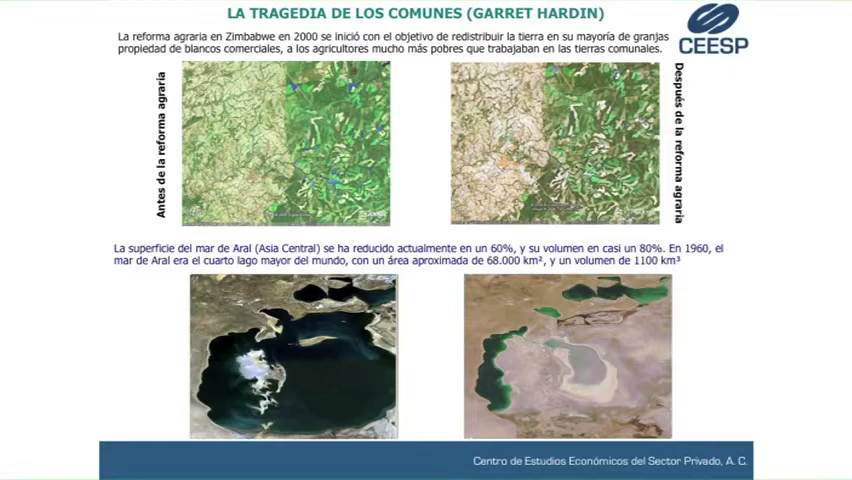 LA TRAGEDIA DE LOS COMUNES (GARRET HARDIN)
CEESP
La reforma agraria en Zimbabwe en 2000 se inició con el objetivo de redistribuir la tierra en su mayoría de granjas
propiedad de blancos comerciales, a los agricultores mucho más pobres que trabajaban en las tierras comunales.
Antes de la reforma agraria
Después de la reforma agraria
La superficie del mar de Aral (Asia Central) se ha reducido actualmente en un 60%, y su volumen en casi un 80%. En 1960, el
mar de Aral era el cuarto lago mayor del mundo, con un área aproximada de 68.000 km², y un volumen de 1100 km³
Centro de Estudios Económicos del Sector Privado, A. C.